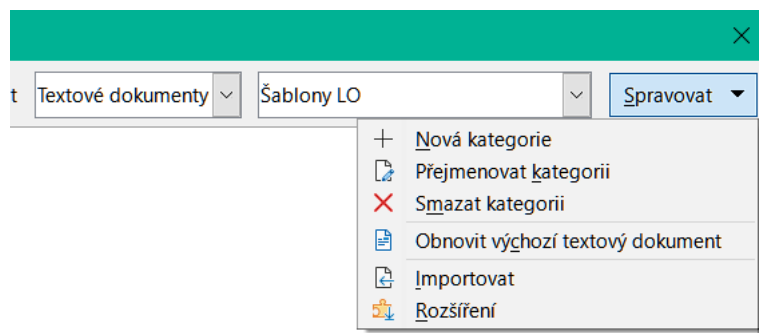 t Textové dokumenty Šablony LO Spravovat
Nová kategorie
Přejmenovat kategorii
Smazat kategorii
Obnovit výchozí textový dokument
Importovat
Rozšíření